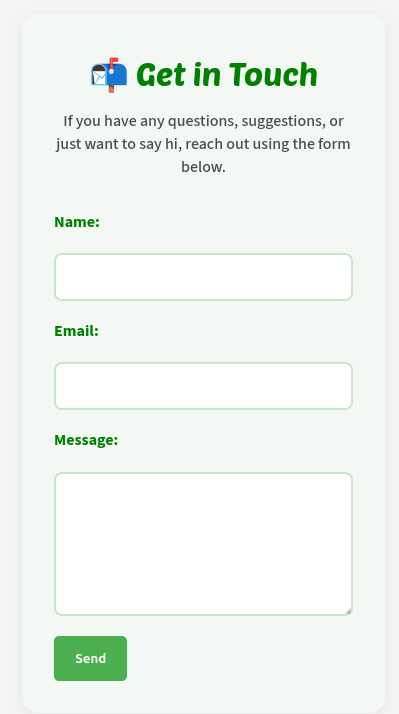 📬 Get in Touch
If you have any questions, suggestions, or
just want to say hi, reach out using the form
below.
Name:
Email:
Message:
Send